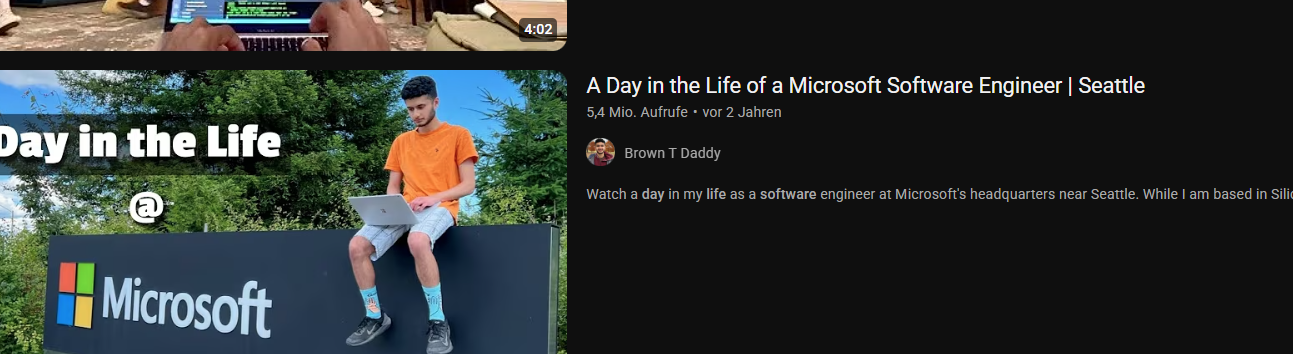 4:02
Day in the Life
@
Microsoft
A Day in the Life of a Microsoft Software Engineer | Seattle
5,4 Mio. Aufrufe • vor 2 Jahren
Brown T Daddy
Watch a day in my life as a software engineer at Microsoft's headquarters near Seattle. While I am based in